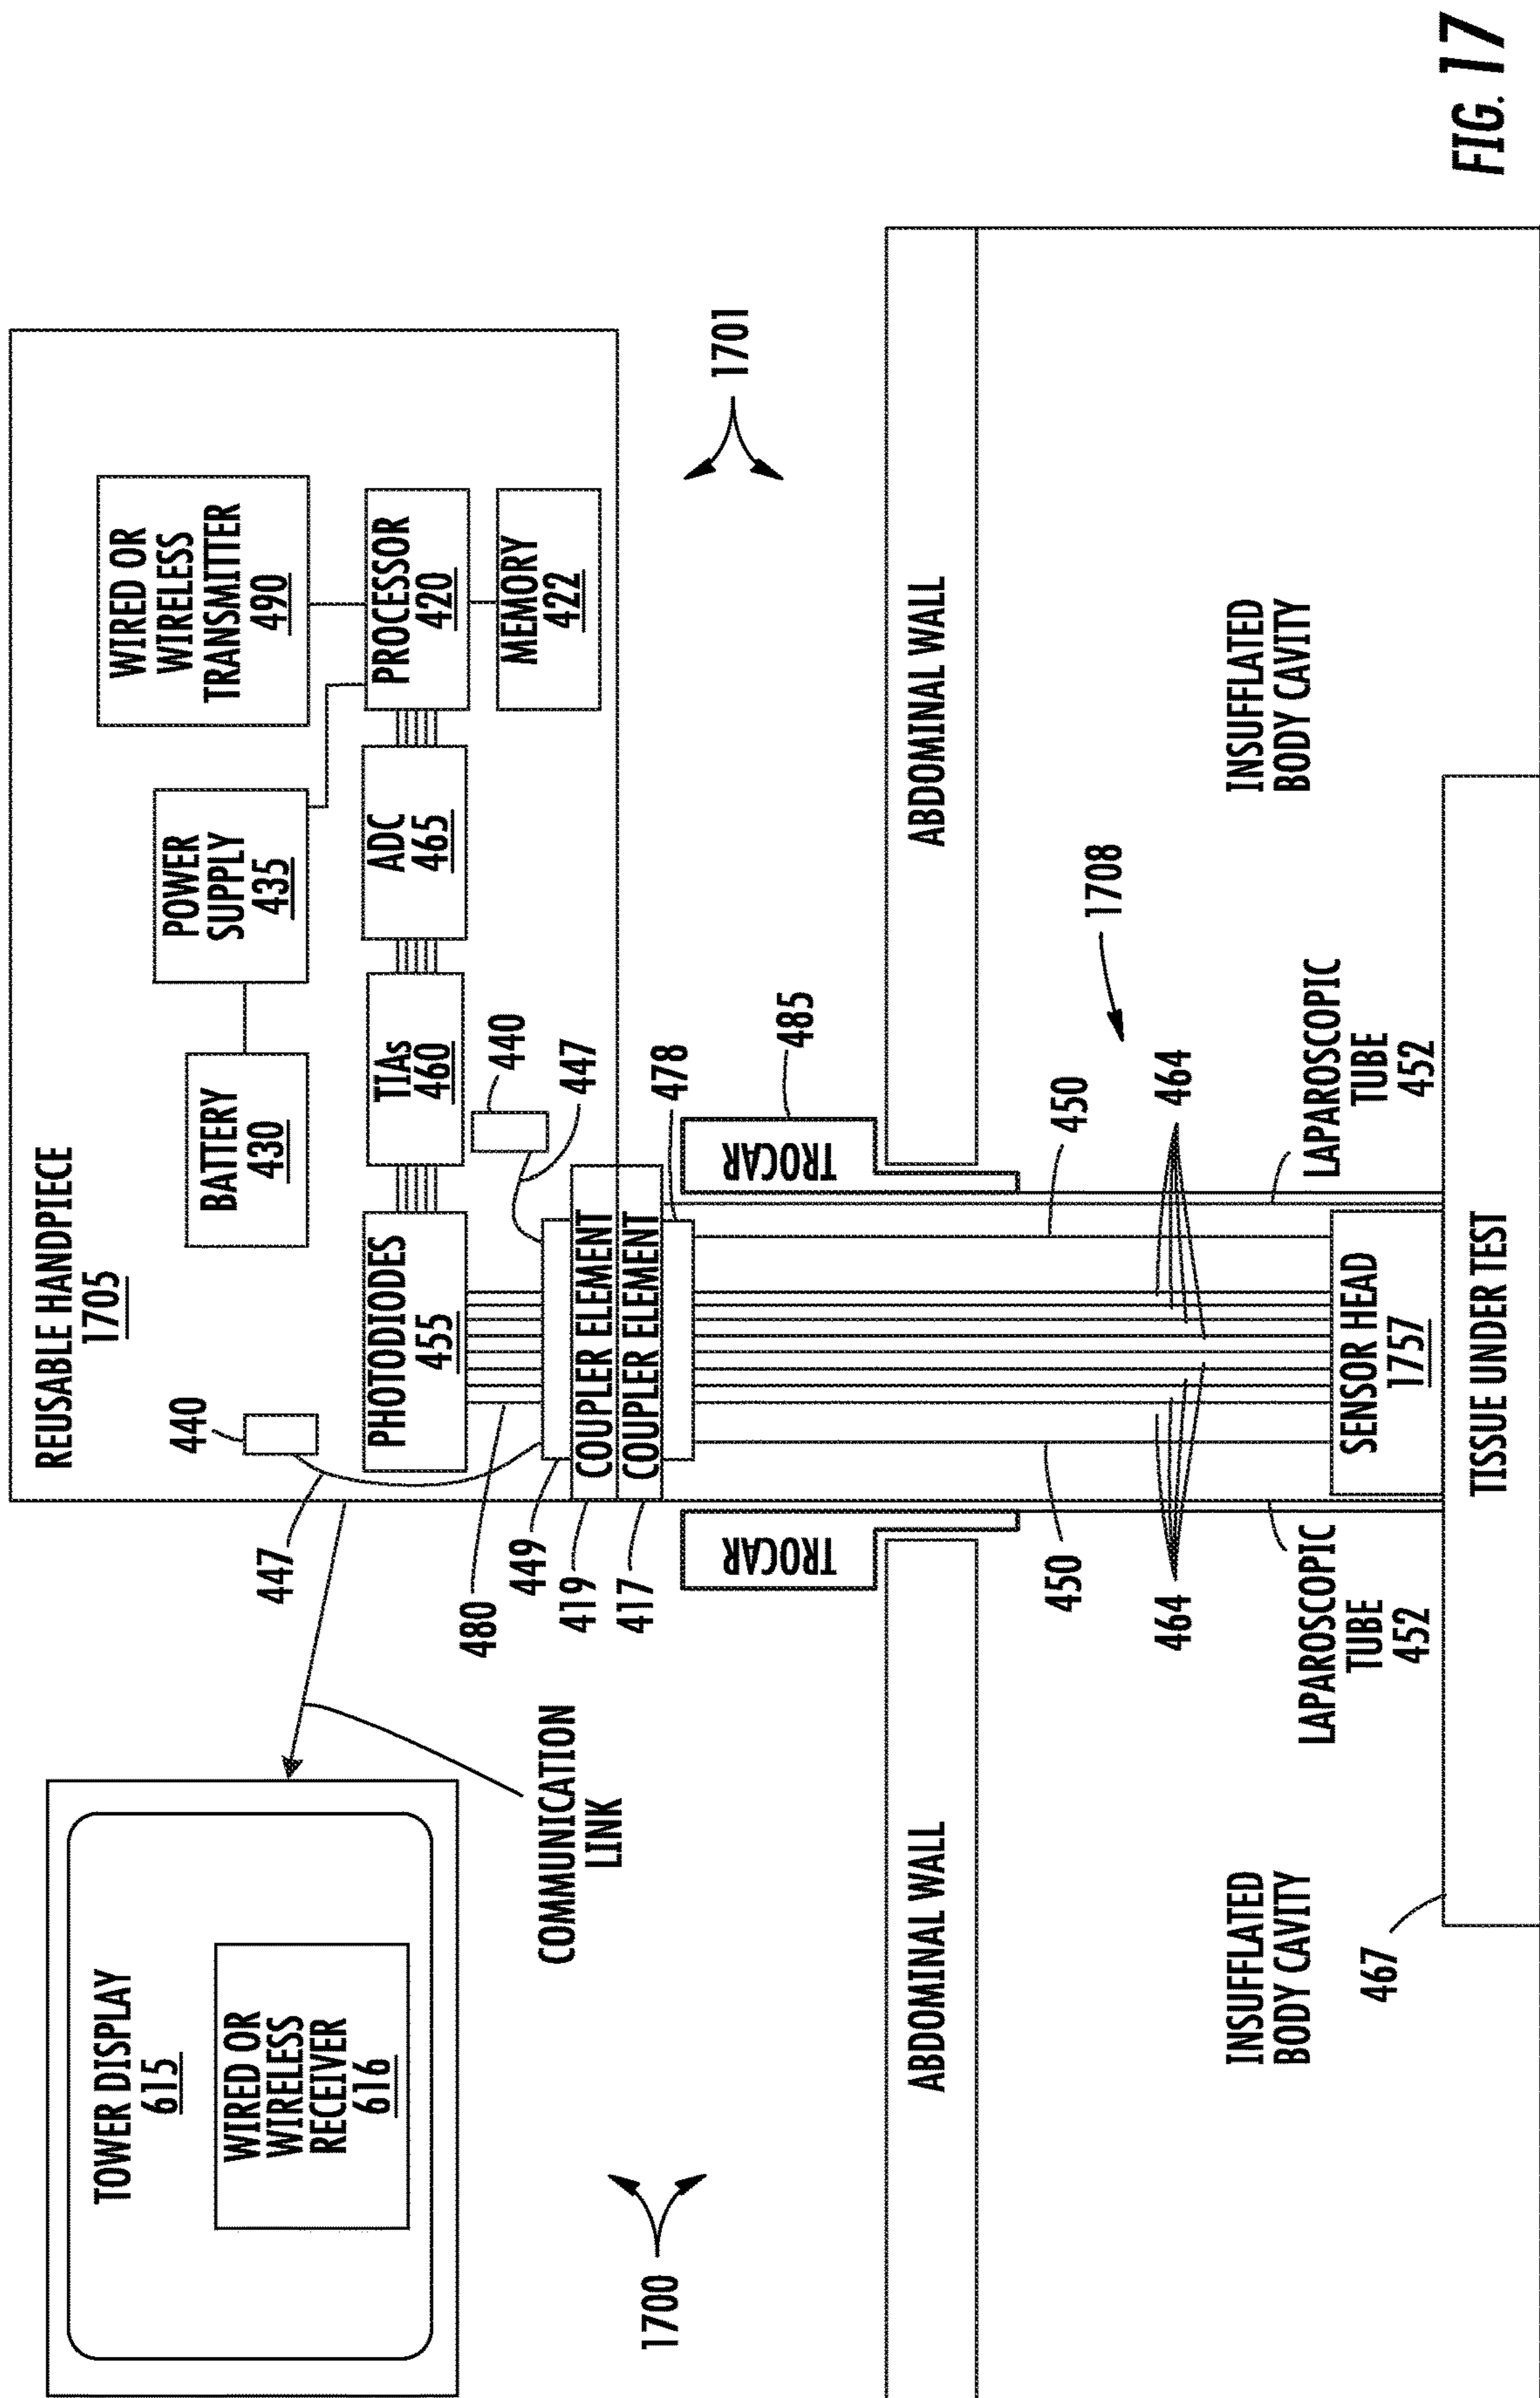 REUSABLE HANDPIECE
1705
TOWER DISPLAY
615
WIRED OR
WIRELESS
RECEIVER
616
COMMUNICATION
LINK
BATTERY
430
POWER
SUPPLY
435
WIRED OR
WIRELESS
TRANSMITTER
490
PHOTODIODES
455
TIAs
460
ADC
465
PROCESSOR
420
MEMORY
422
440
447
440
447
480
449
419
417
COUPLER ELEMENT
COUPLER ELEMENT
478
TROCAR
TROCAR
485
1700
1701
ABDOMINAL WALL
ABDOMINAL WALL
450
450
464
464
1708
INSUFFLATED
BODY CAVITY
INSUFFLATED
BODY CAVITY
LAPAROSCOPIC
TUBE
452
LAPAROSCOPIC
TUBE
452
SENSOR HEAD
1757
467
TISSUE UNDER TEST
FIG. 17